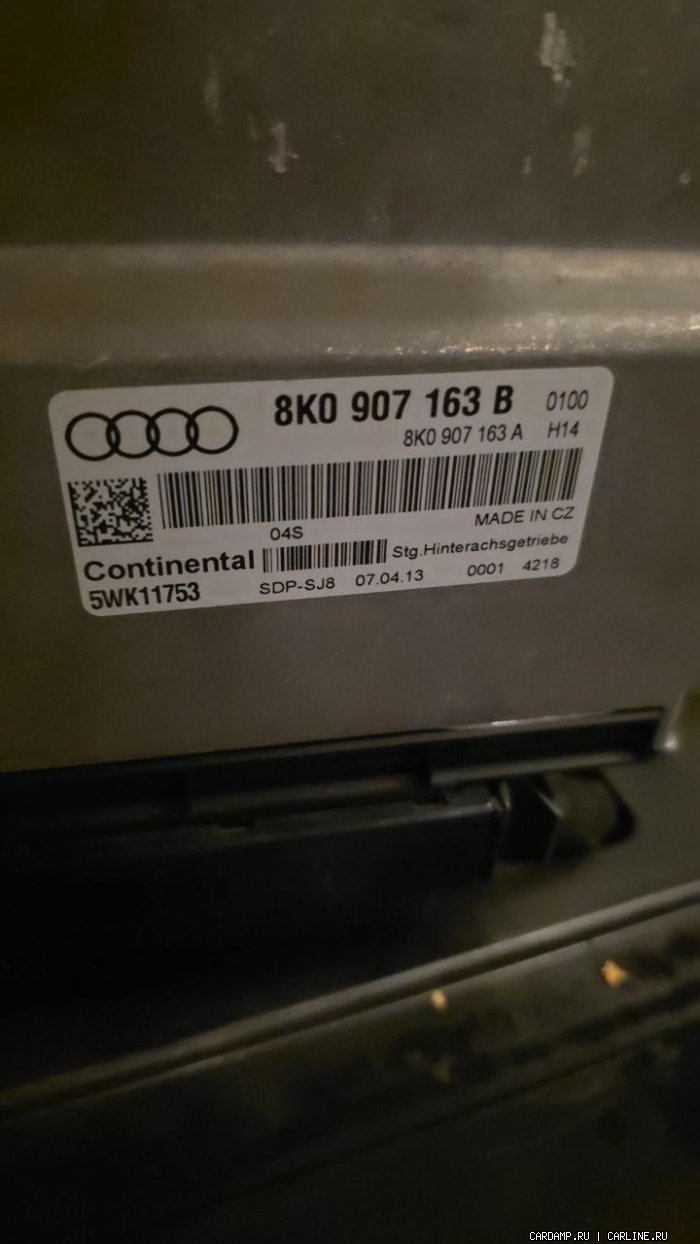 8K0 907 163 B 0100
8K0 907 163 A H14
04S MADE IN CZ
Continental Stg.Hinterachsgetriebe
5WK11753 SDP-SJ8 07.04.13 0001 4218
CARDAMP.RU | CARLINE.RU